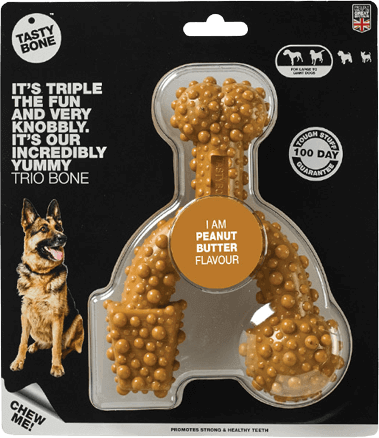 TASTY
BONE
IT'S TRIPLE
THE FUN
AND VERY
KNOBBLY.
IT'S OUR
INCREDIBLY
YUMMY
TRIO BONE
FOR LARGE TO
GIANT DOGS
TOUGH STUFF
100 DAY
GUARANTEE
I AM
PEANUT
BUTTER
FLAVOUR
CHEW
ME!
PROMOTES STRONG & HEALTHY TEETH